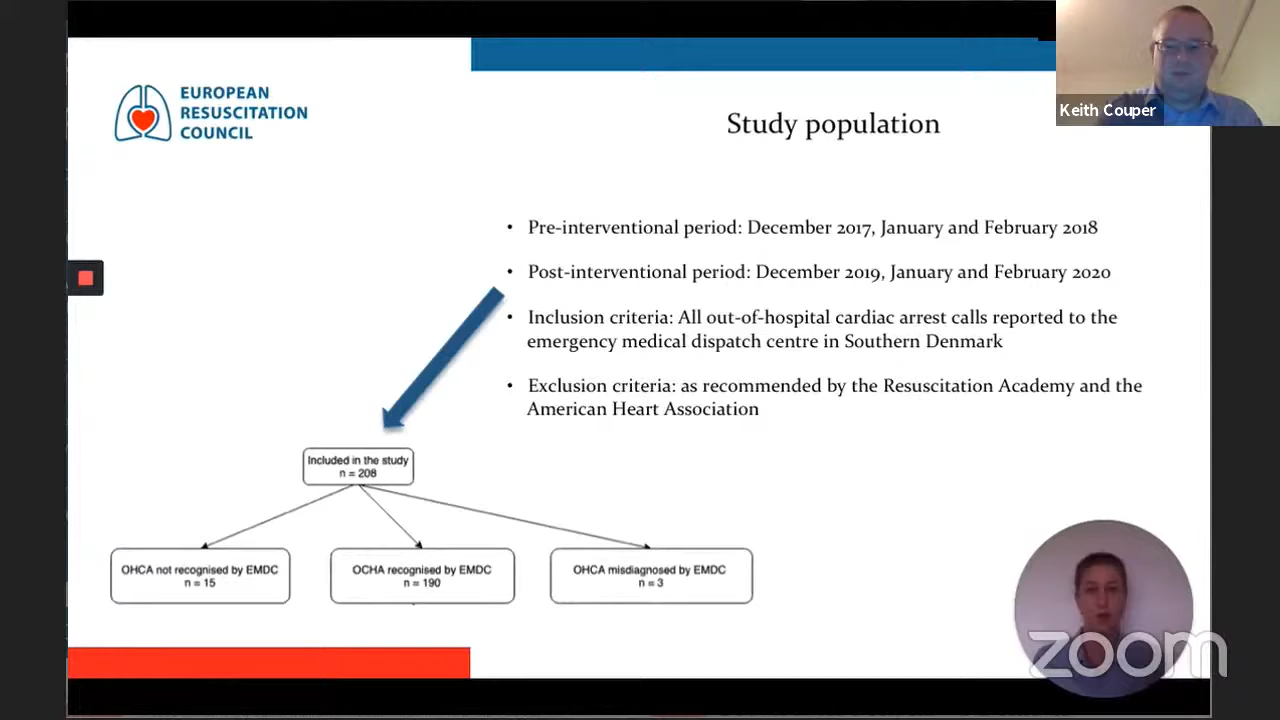 Keith Couper
EUROPEAN
RESUSCITATION
COUNCIL
Study population
• Pre-interventional period: December 2017, January and February 2018
• Post-interventional period: December 2019, January and February 2020
• Inclusion criteria: All out-of-hospital cardiac arrest calls reported to the
emergency medical dispatch centre in Southern Denmark
• Exclusion criteria: as recommended by the Resuscitation Academy and the
American Heart Association
Included in the study
n = 208
OHCA not recognised by EMDC
n = 15
OCHA recognised by EMDC
n = 190
OHCA misdiagnosed by EMDC
n = 3
zoom